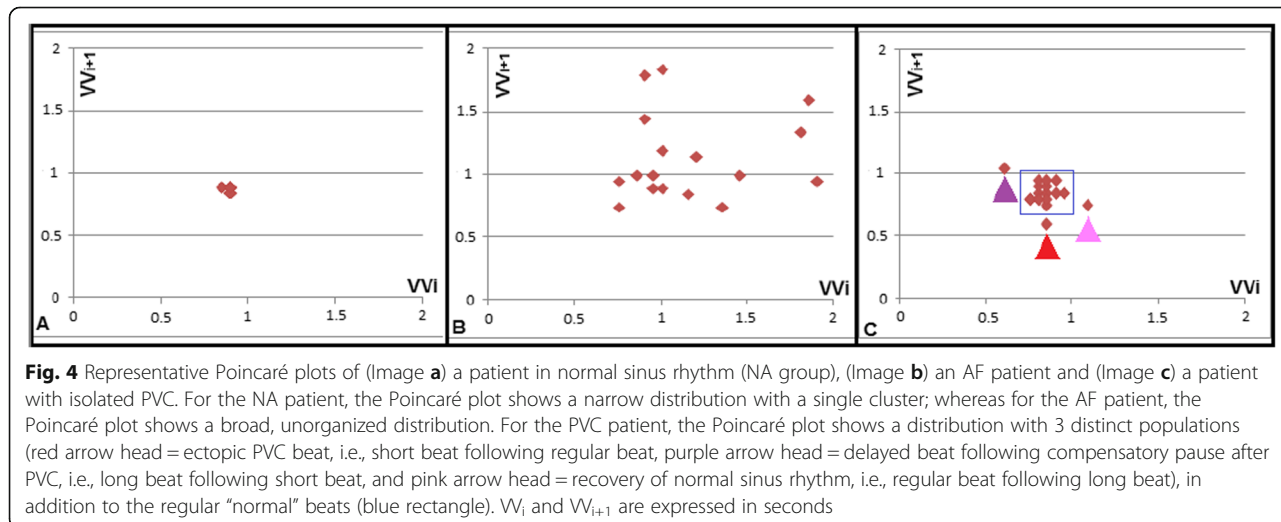 2
1.5
1
0.5
0
VV i+1
0
0.5
1
1.5
2
VVi
A
2
1.5
1
0.5
0
VV i+1
0
0.5
1
1.5
2
VVi
B
2
1.5
1
0.5
0
VV i+1
0
0.5
1
1.5
2
VVi
C
Fig. 4 Representative Poincaré plots of (Image a) a patient in normal sinus rhythm (NA group), (Image b) an AF patient and (Image c) a patient
with isolated PVC. For the NA patient, the Poincaré plot shows a narrow distribution with a single cluster; whereas for the AF patient, the
Poincaré plot shows a broad, unorganized distribution. For the PVC patient, the Poincaré plot shows a distribution with 3 distinct populations
(red arrow head = ectopic PVC beat, i.e., short beat following regular beat, purple arrow head = delayed beat following compensatory pause after
PVC, i.e., long beat following short beat, and pink arrow head = recovery of normal sinus rhythm, i.e., regular beat following long beat), in
addition to the regular “normal” beats (blue rectangle). VVi and VVi+1 are expressed in seconds